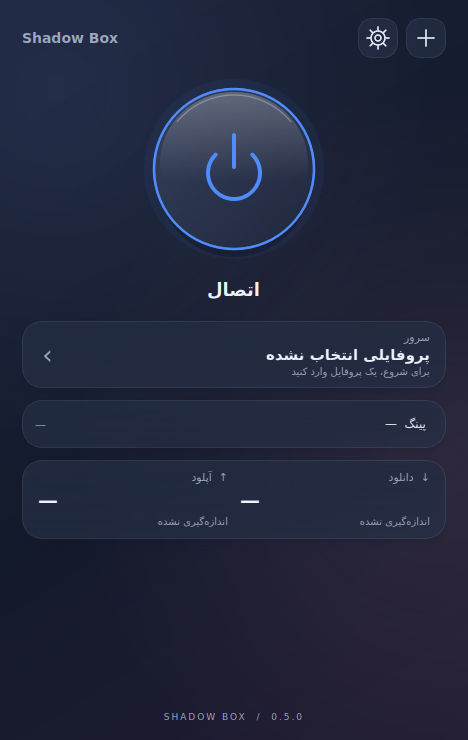 Shadow Box
اتصال
سرور
پروفایلی انتخاب نشده
برای شروع، یک پروفایل وارد کنید
پینگ —
—
↓ دانلود
—
اندازه‌گیری نشده
↑ آپلود
—
اندازه‌گیری نشده
SHADOW BOX / 0.5.0